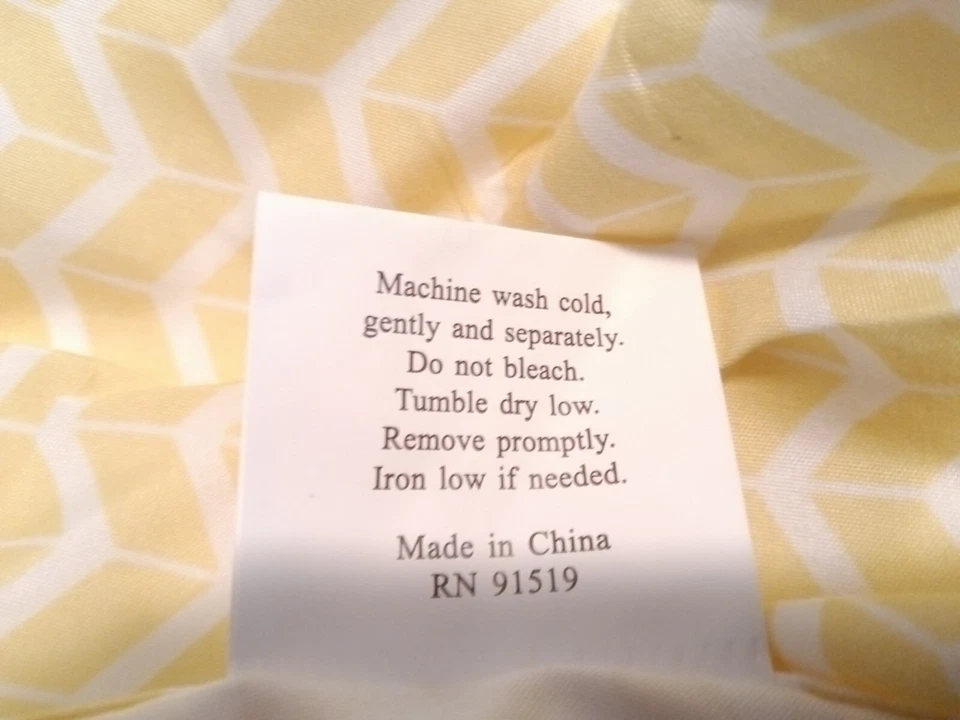 Machine wash cold,
gently and separately.
Do not bleach.
Tumble dry low.
Remove promptly.
Iron low if needed.
Made in China
RN 91519